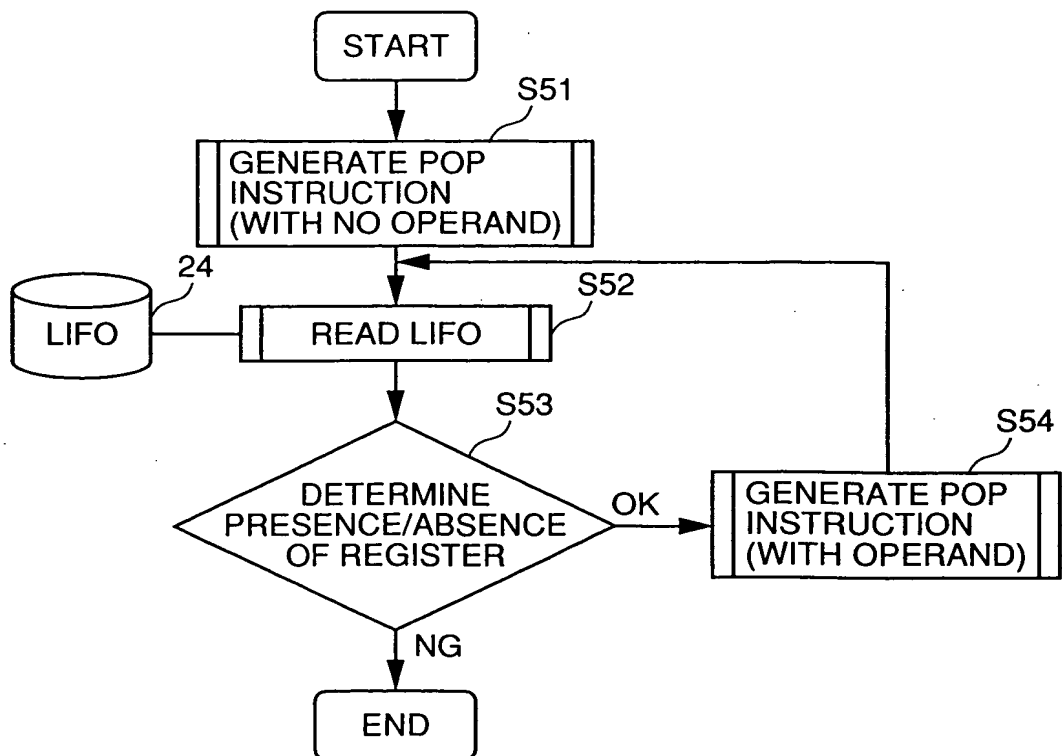 START
S51
GENERATE POP
INSTRUCTION
(WITH NO OPERAND)
24
LIFO
S52
READ LIFO
S53
DETERMINE
PRESENCE/ABSENCE
OF REGISTER
OK
S54
GENERATE POP
INSTRUCTION
(WITH OPERAND)
NG
END